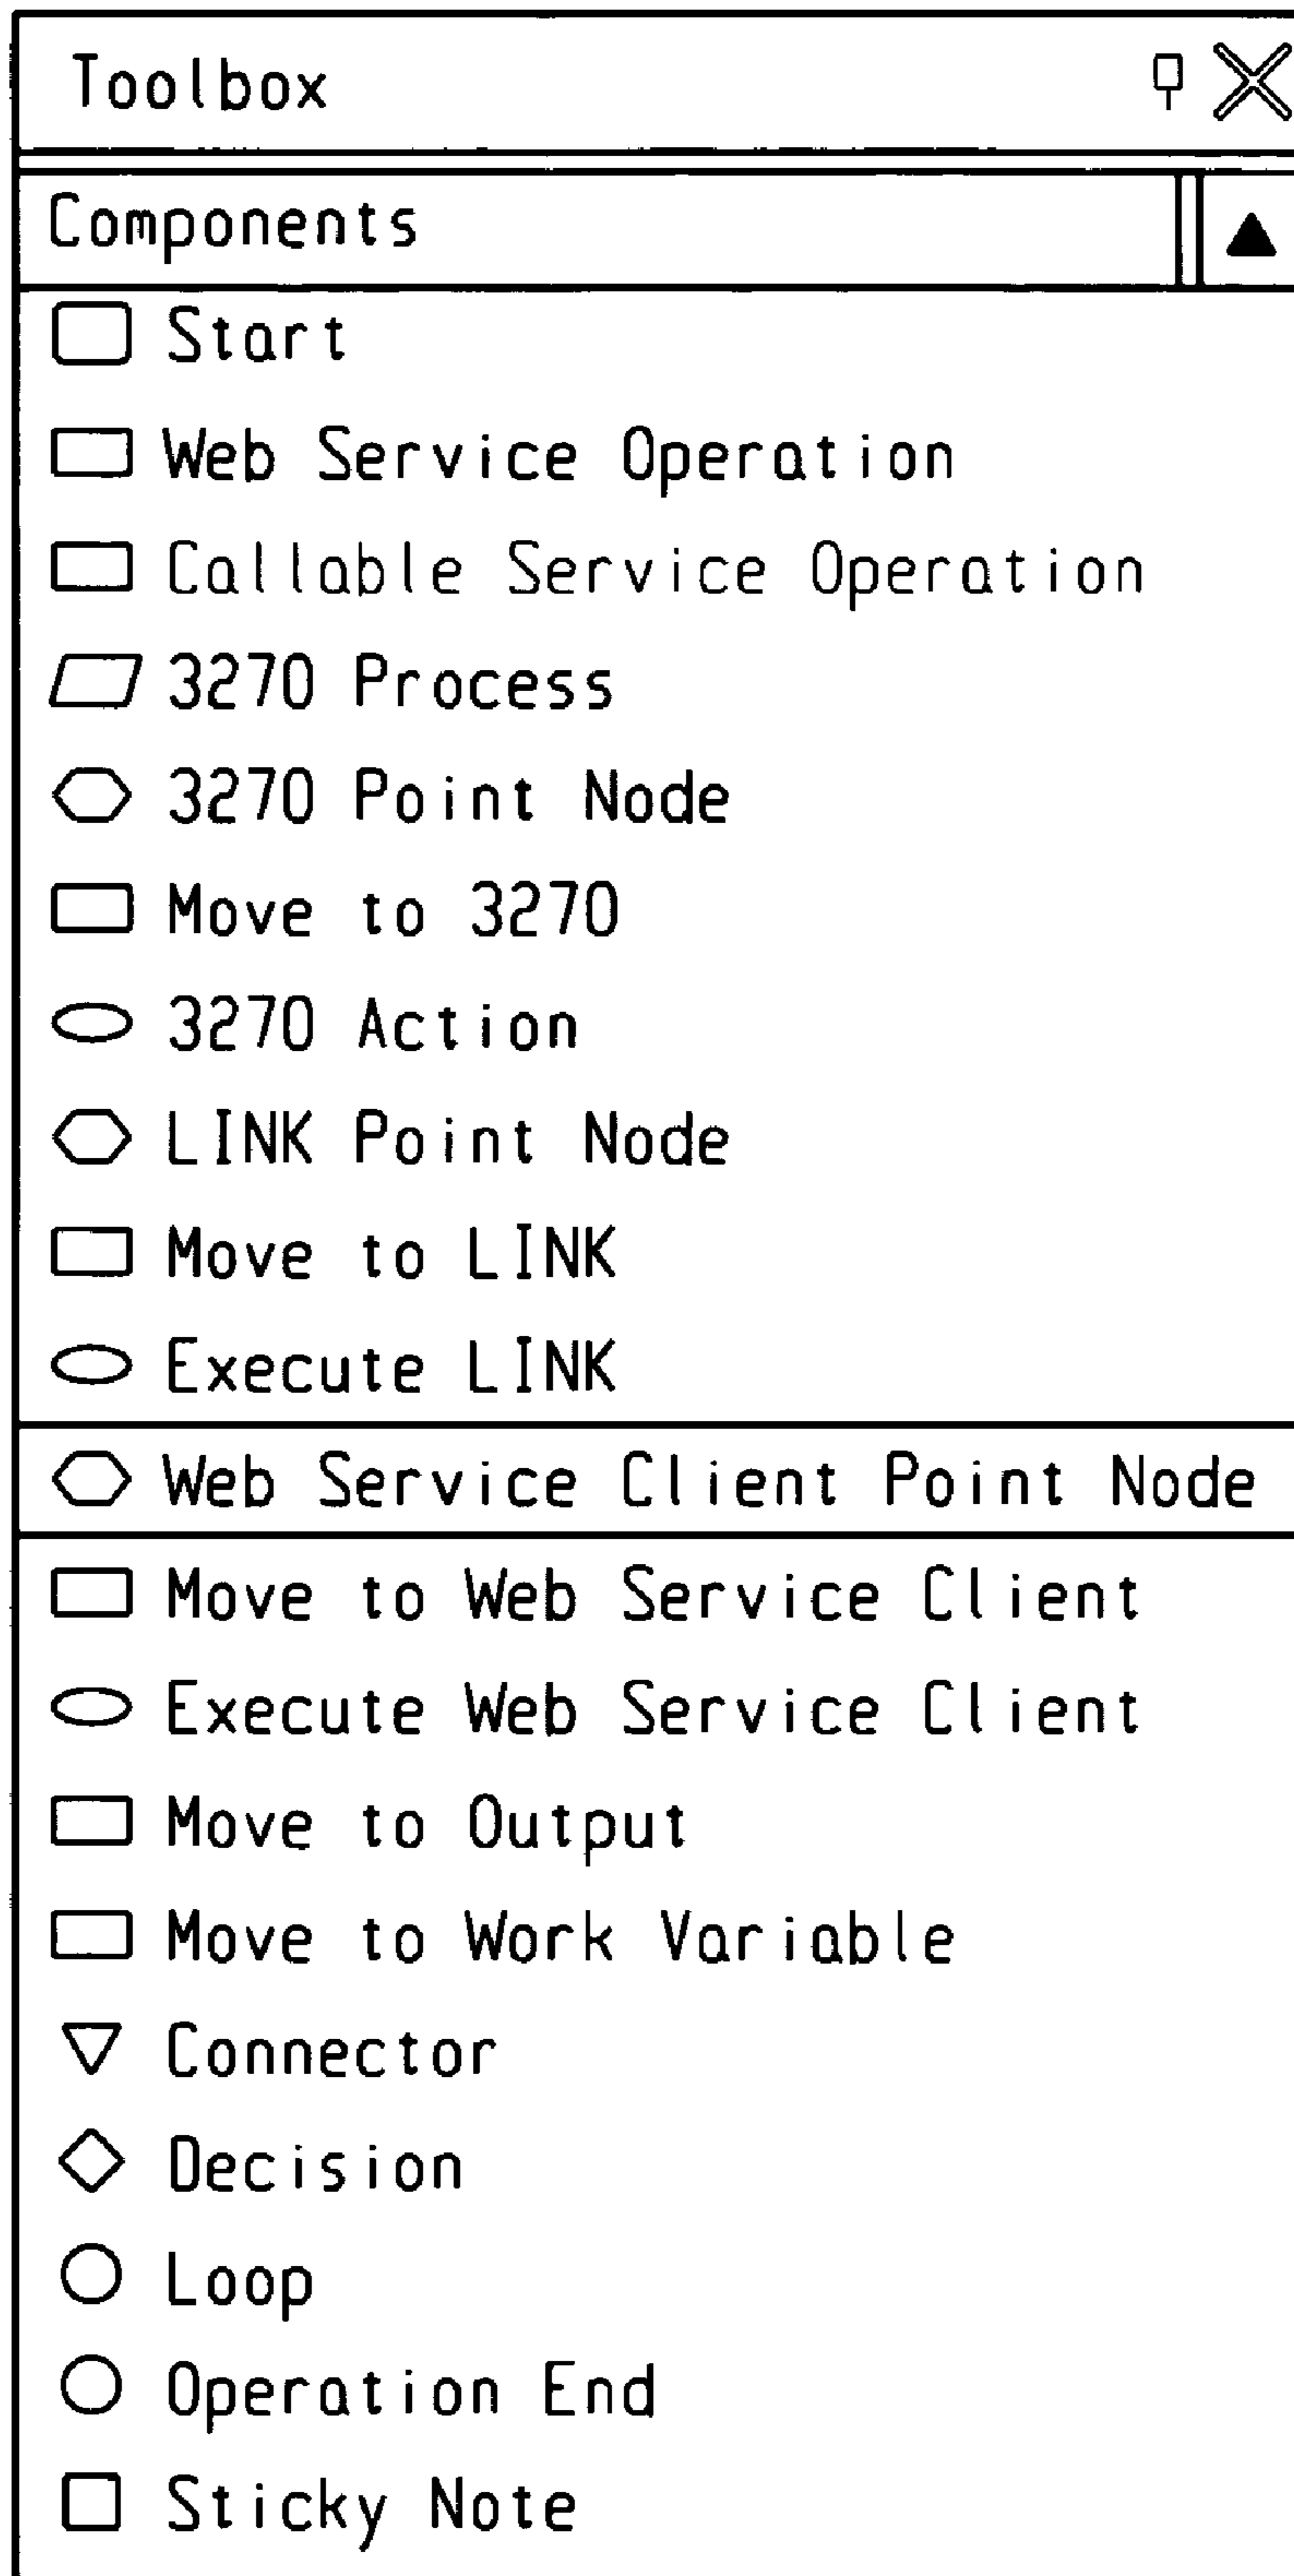 Toolbox
Components
Start
Web Service Operation
Callable Service Operation
3270 Process
3270 Point Node
Move to 3270
3270 Action
LINK Point Node
Move to LINK
Execute LINK
Web Service Client Point Node
Move to Web Service Client
Execute Web Service Client
Move to Output
Move to Work Variable
Connector
Decision
Loop
Operation End
Sticky Note